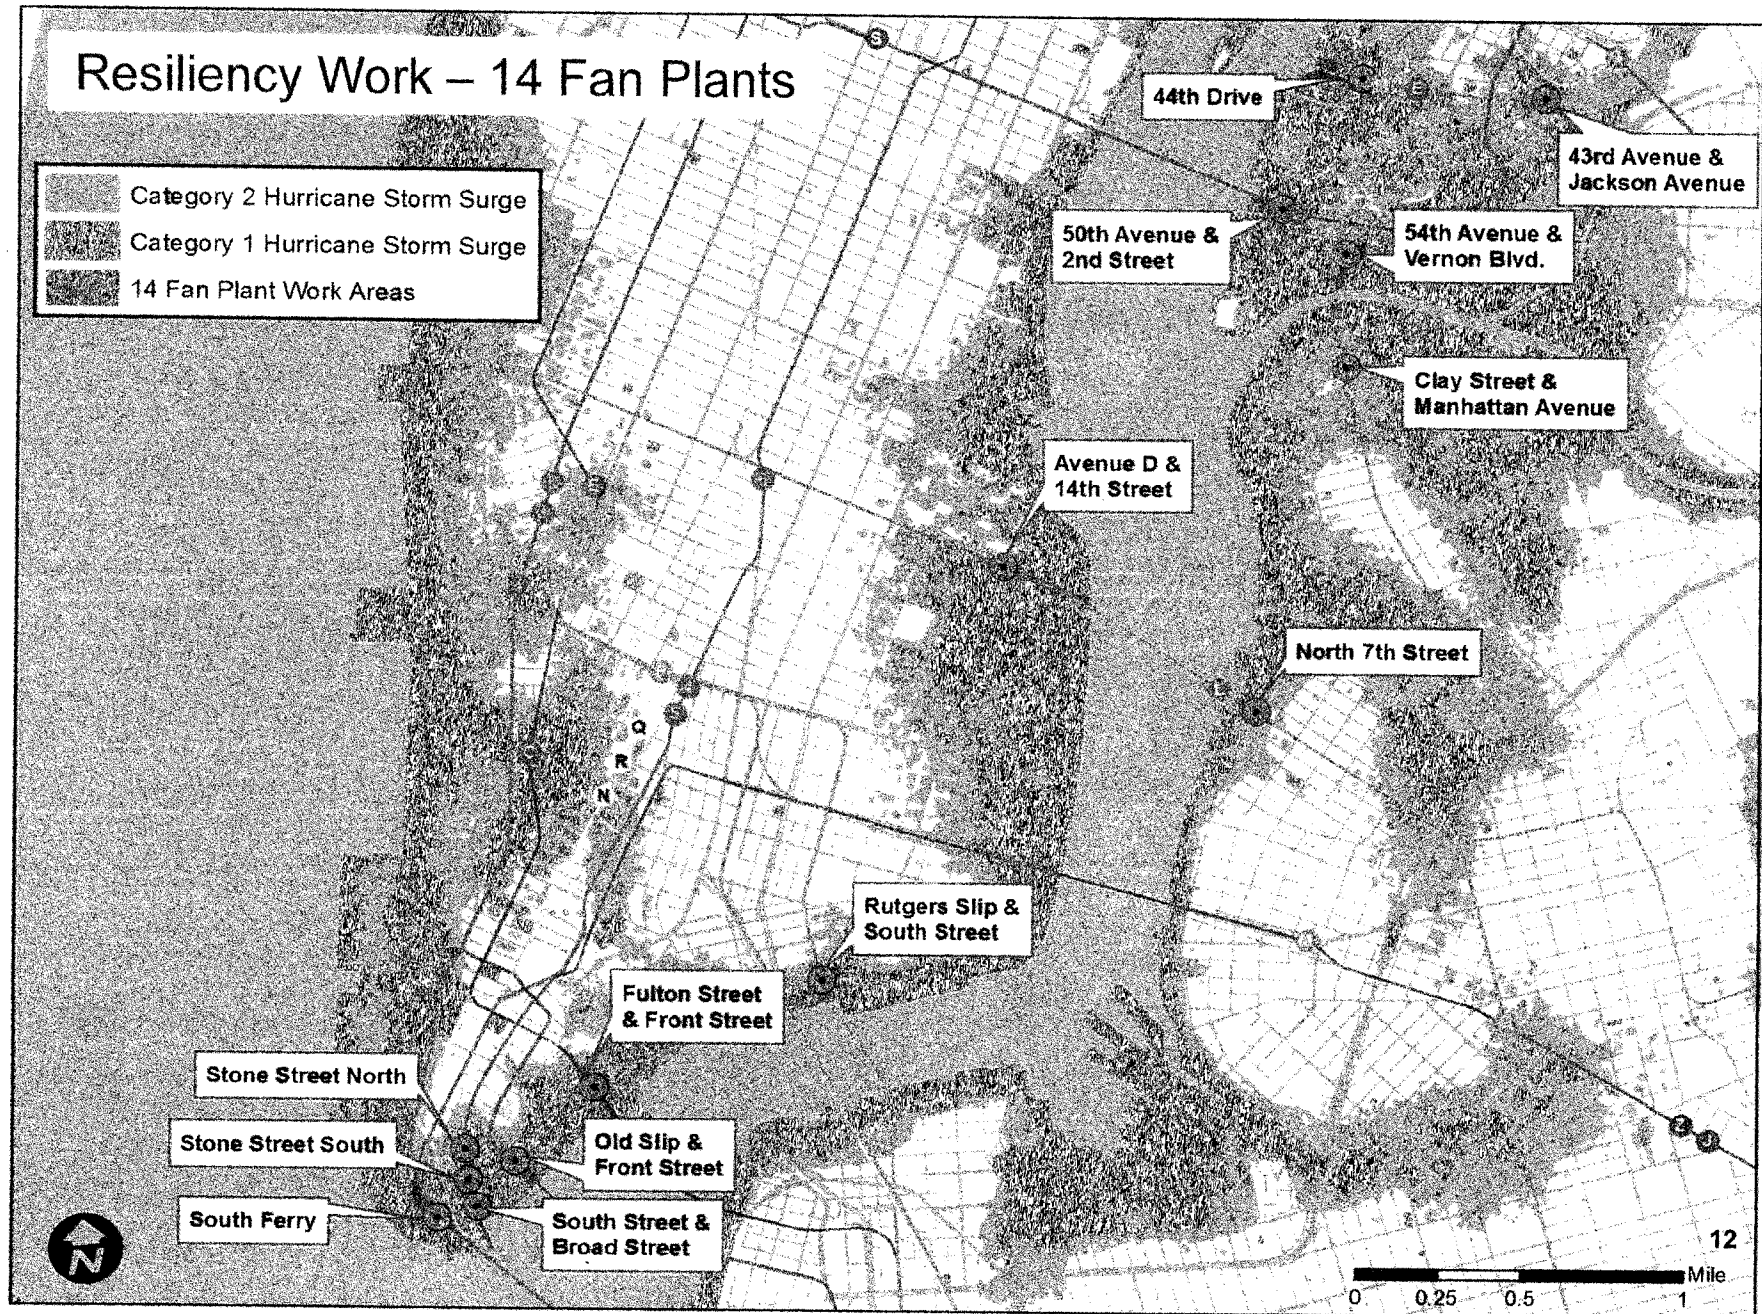 Resiliency Work – 14 Fan Plants
Category 2 Hurricane Storm Surge
Category 1 Hurricane Storm Surge
14 Fan Plant Work Areas
S
44th Drive
E
43rd Avenue &
Jackson Avenue
50th Avenue &
2nd Street
54th Avenue &
Vernon Blvd.
Clay Street &
Manhattan Avenue
Avenue D &
14th Street
North 7th Street
L
Q
R
N
Rutgers Slip &
South Street
Fulton Street
& Front Street
Stone Street North
Stone Street South
Old Slip &
Front Street
South Ferry
South Street &
Broad Street
Z
J
N
12
Mile
0 0.25 0.5 1